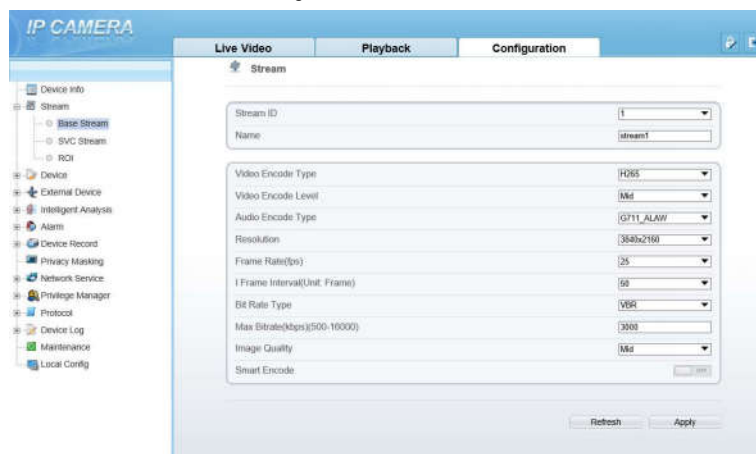 IP CAMERA
Live Video Playback Configuration
Stream
Device Info
Stream
Base Stream
SVC Stream
ROI
Device
External Device
Intelligent Analysis
Alarm
Device Record
Privacy Masking
Network Service
Privilege Manager
Protocol
Device Log
Maintenance
Local Config
Stream ID 1
Name stream1
Video Encode Type H265
Video Encode Level Mid
Audio Encode Type G711_ALAW
Resolution 3840x2160
Frame Rate(fps) 25
I Frame Interval(Unit: Frame) 50
Bit Rate Type VBR
Max Bitrate(kbps)(500-16000) 3000
Image Quality Mid
Smart Encode
Refresh Apply